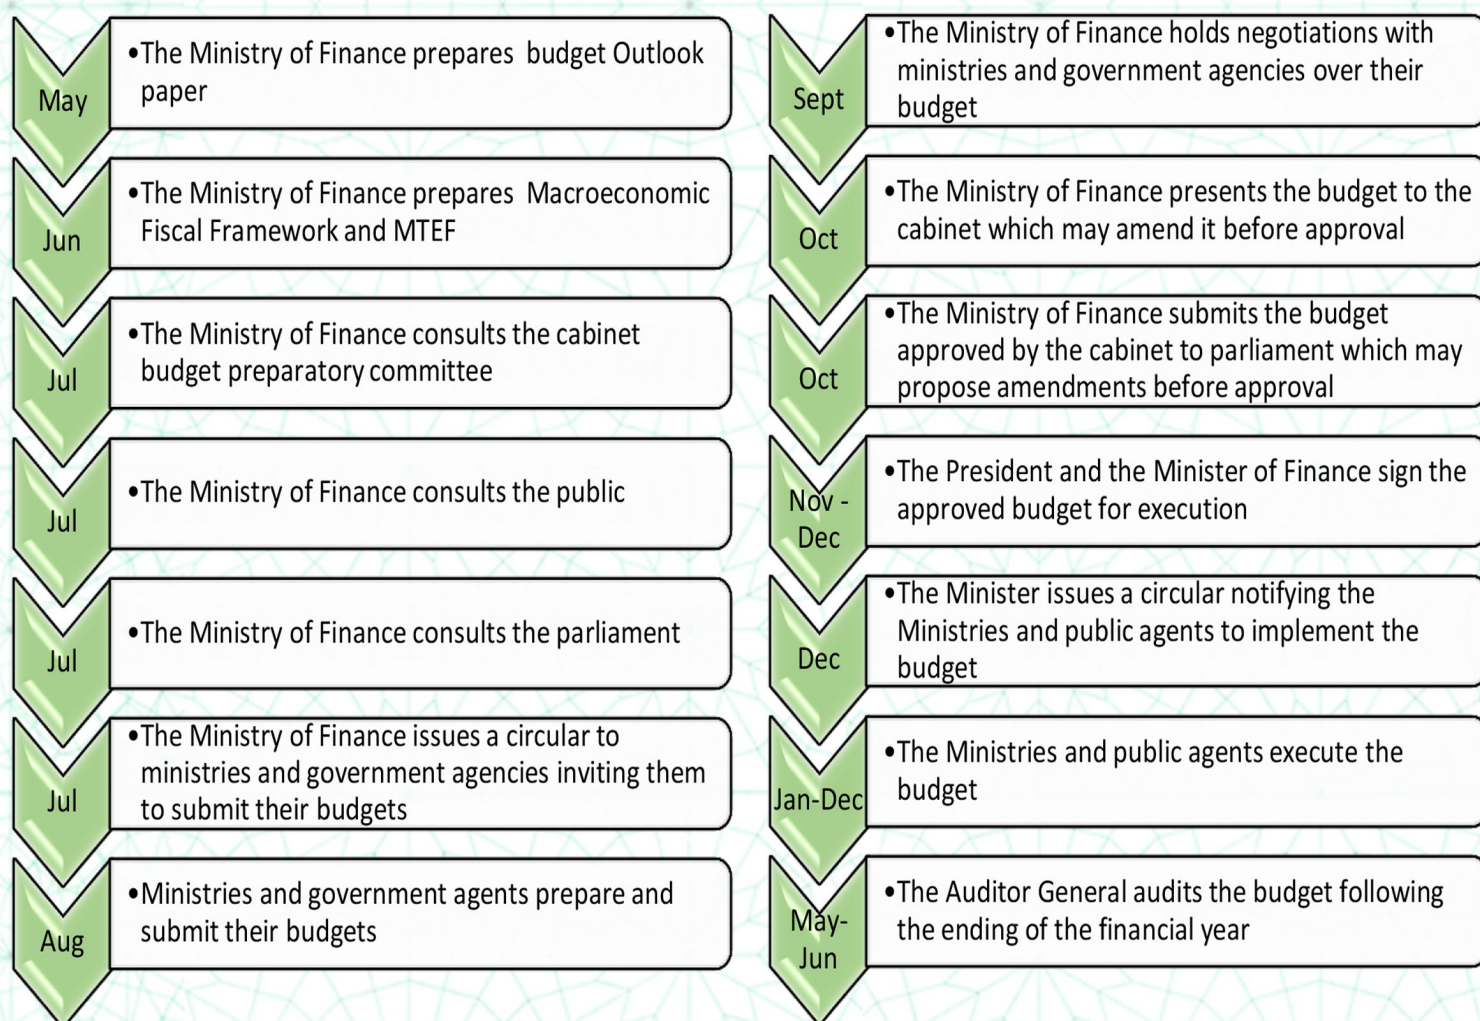 May
•The Ministry of Finance prepares  budget Outlook
paper
Jun
•The Ministry of Finance prepares  Macroeconomic
Fiscal Framework and MTEF
Jul
•The Ministry of Finance consults the cabinet
budget preparatory committee
Jul
•The Ministry of Finance consults the public
Jul
•The Ministry of Finance consults the parliament
Jul
•The Ministry of Finance issues a circular to
ministries and government agencies inviting them
to submit their budgets
Aug
•Ministries and government agents prepare and
submit their budgets
Sept
•The Ministry of Finance holds negotiations with
ministries and government agencies over their
budget
Oct
•The Ministry of Finance presents the budget to the
cabinet which may amend it before approval
Oct
•The Ministry of Finance submits the budget
approved by the cabinet to parliament which may
propose amendments before approval
Nov -
Dec
•The President and the Minister of Finance sign the
approved budget for execution
Dec
•The Minister issues a circular notifying the
Ministries and public agents to implement the
budget
Jan-Dec
•The Ministries and public agents execute the
budget
May-
Jun
•The Auditor General audits the budget following
the ending of the financial year